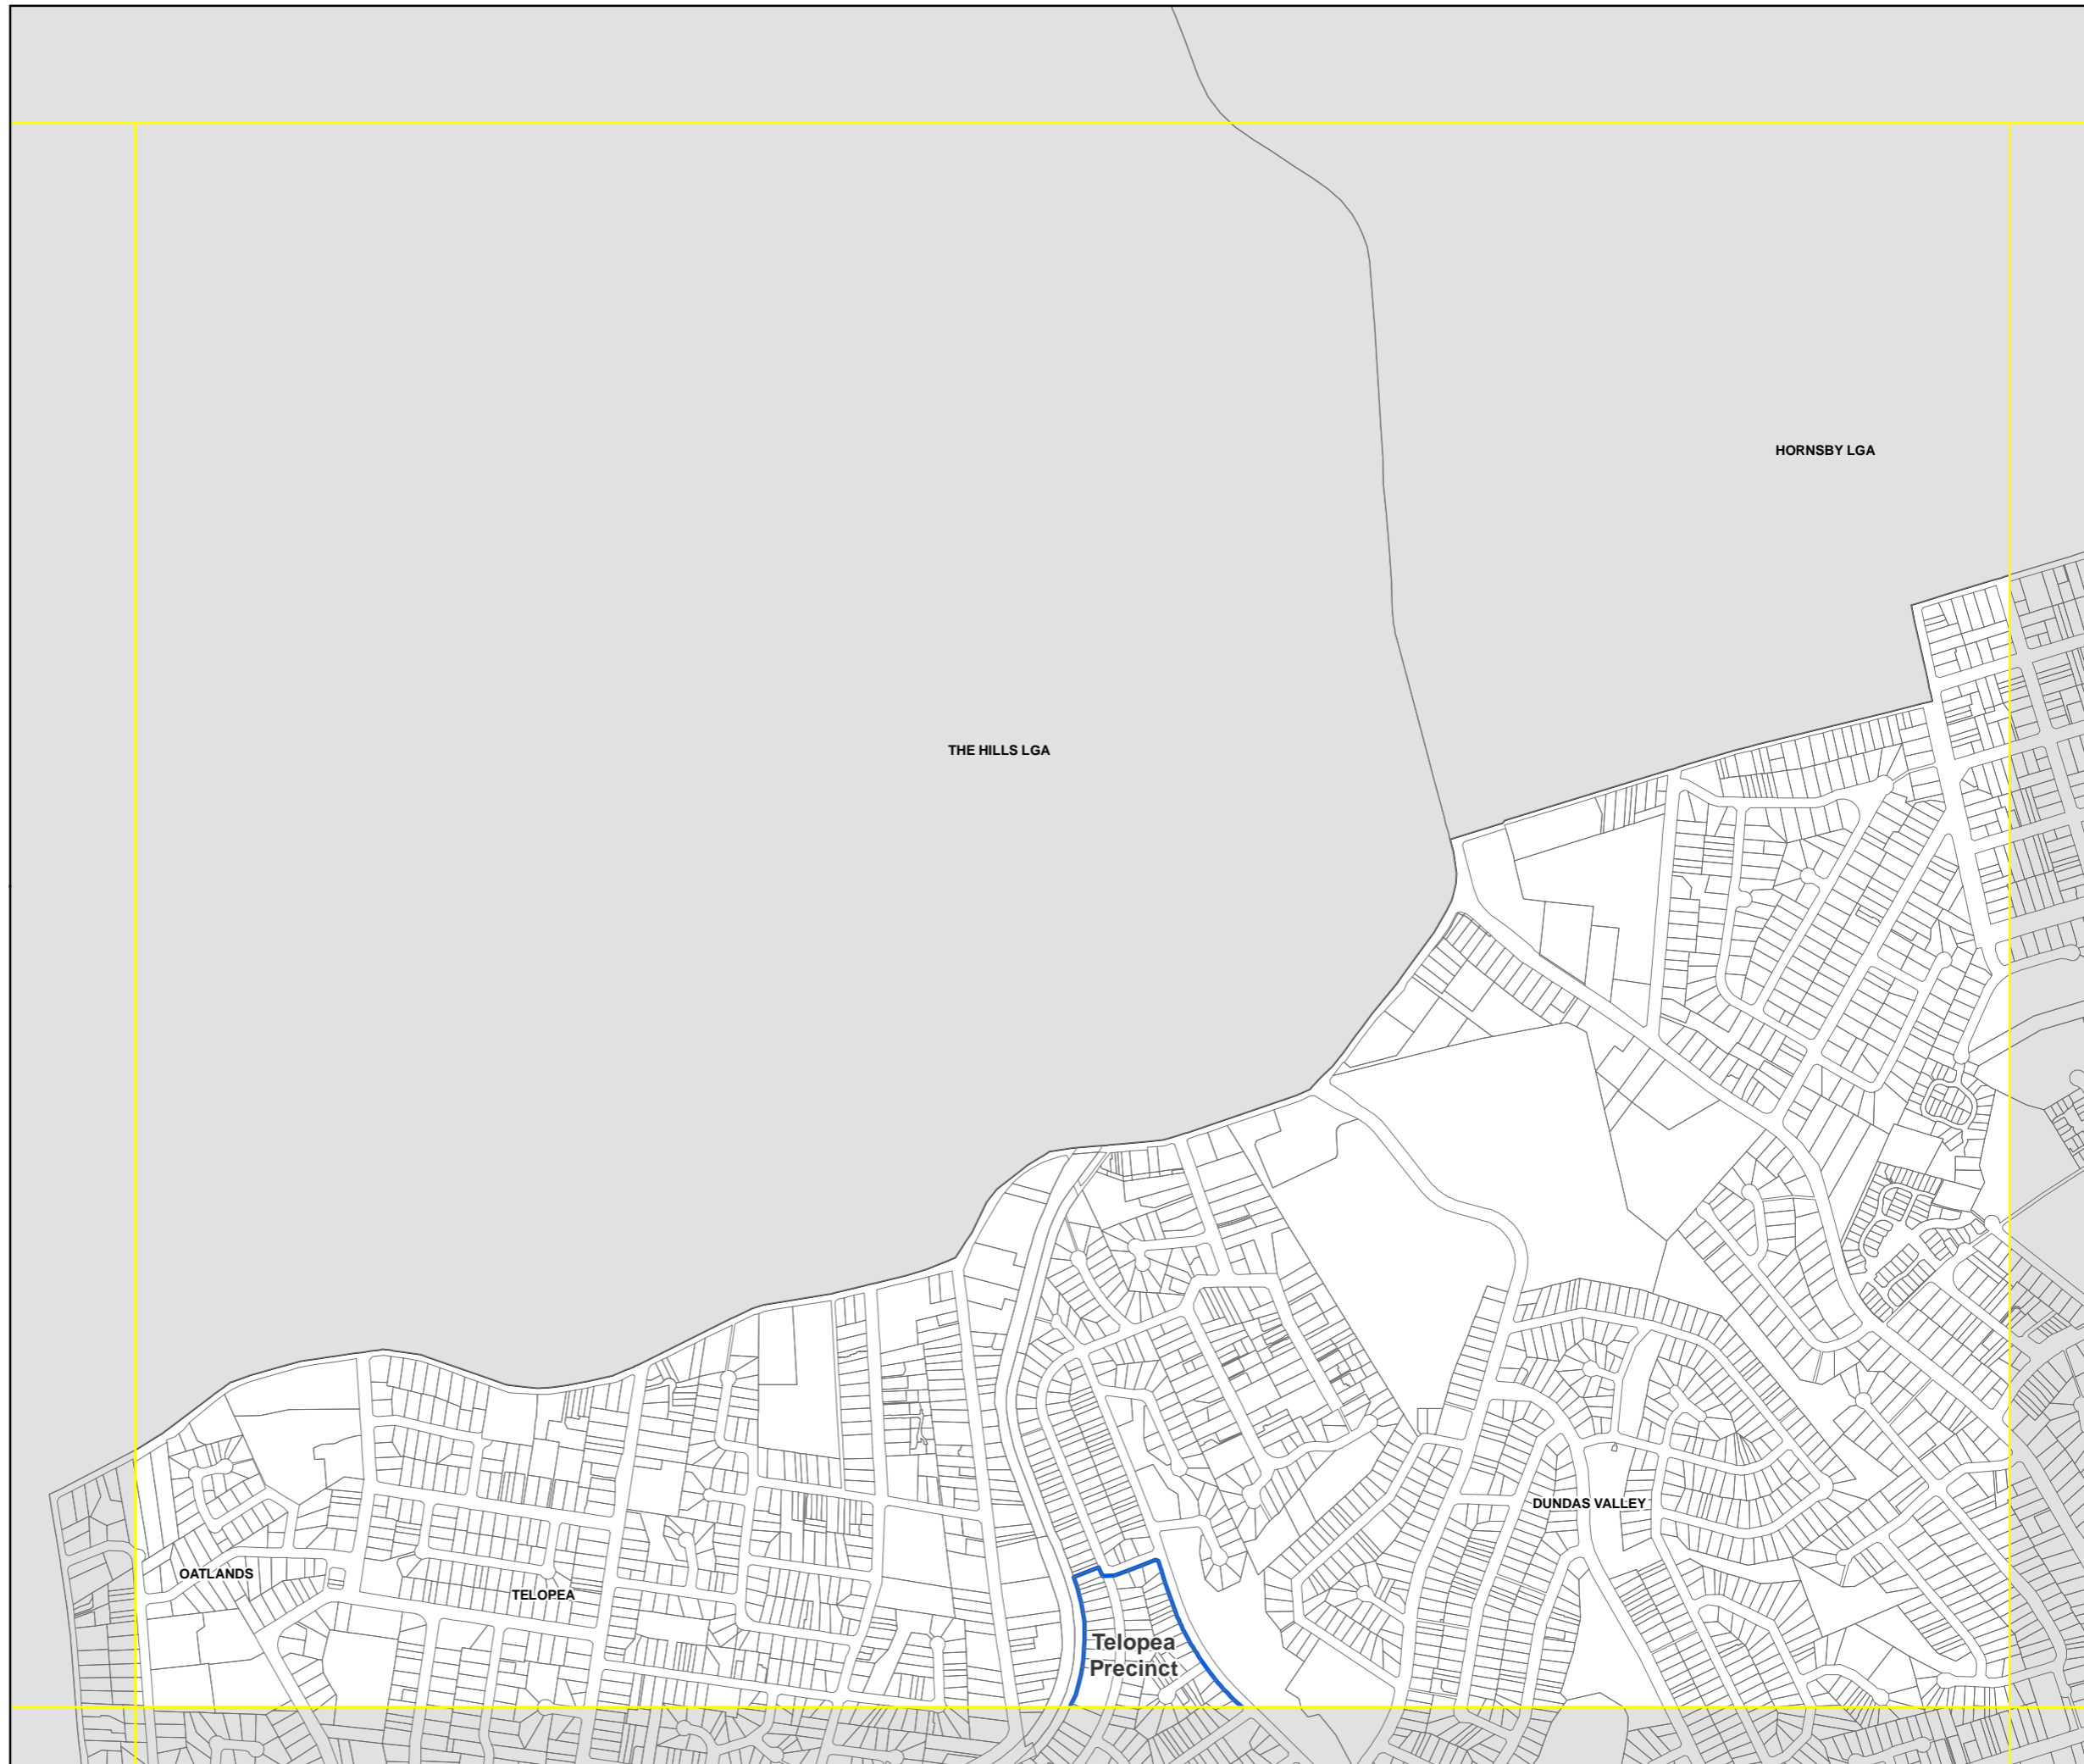 HORNSBY LGA
THE HILLS LGA
DUNDAS VALLEY
OATLANDS
TELOPEA
Telopea
Precinct